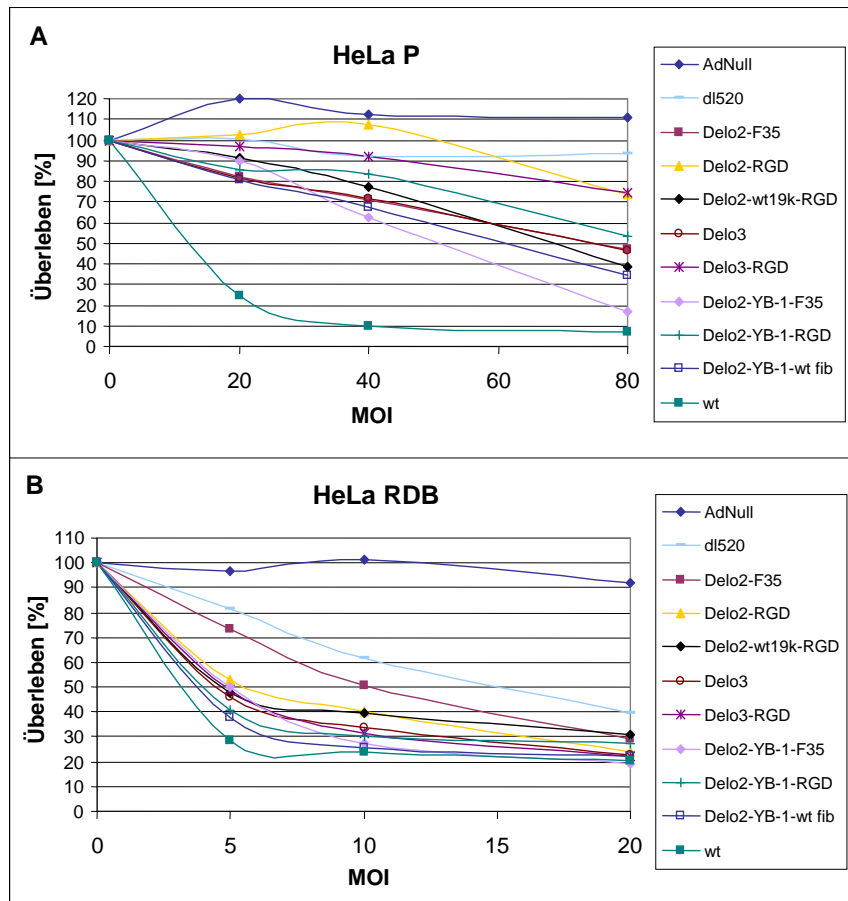 A
HeLa P
Überleben [%]
120
110
100
90
80
70
60
50
40
30
20
10
0
0 20 40 60 80
MOI
AdNull
dl520
Delo2-F35
Delo2-RGD
Delo2-wt19k-RGD
Delo3
Delo3-RGD
Delo2-YB-1-F35
Delo2-YB-1-RGD
Delo2-YB-1-wt fib
wt
B
HeLa RDB
Überleben [%]
110
100
90
80
70
60
50
40
30
20
10
0
0 5 10 15 20
MOI
AdNull
dl520
Delo2-F35
Delo2-RGD
Delo2-wt19k-RGD
Delo3
Delo3-RGD
Delo2-YB-1-F35
Delo2-YB-1-RGD
Delo2-YB-1-wt fib
wt